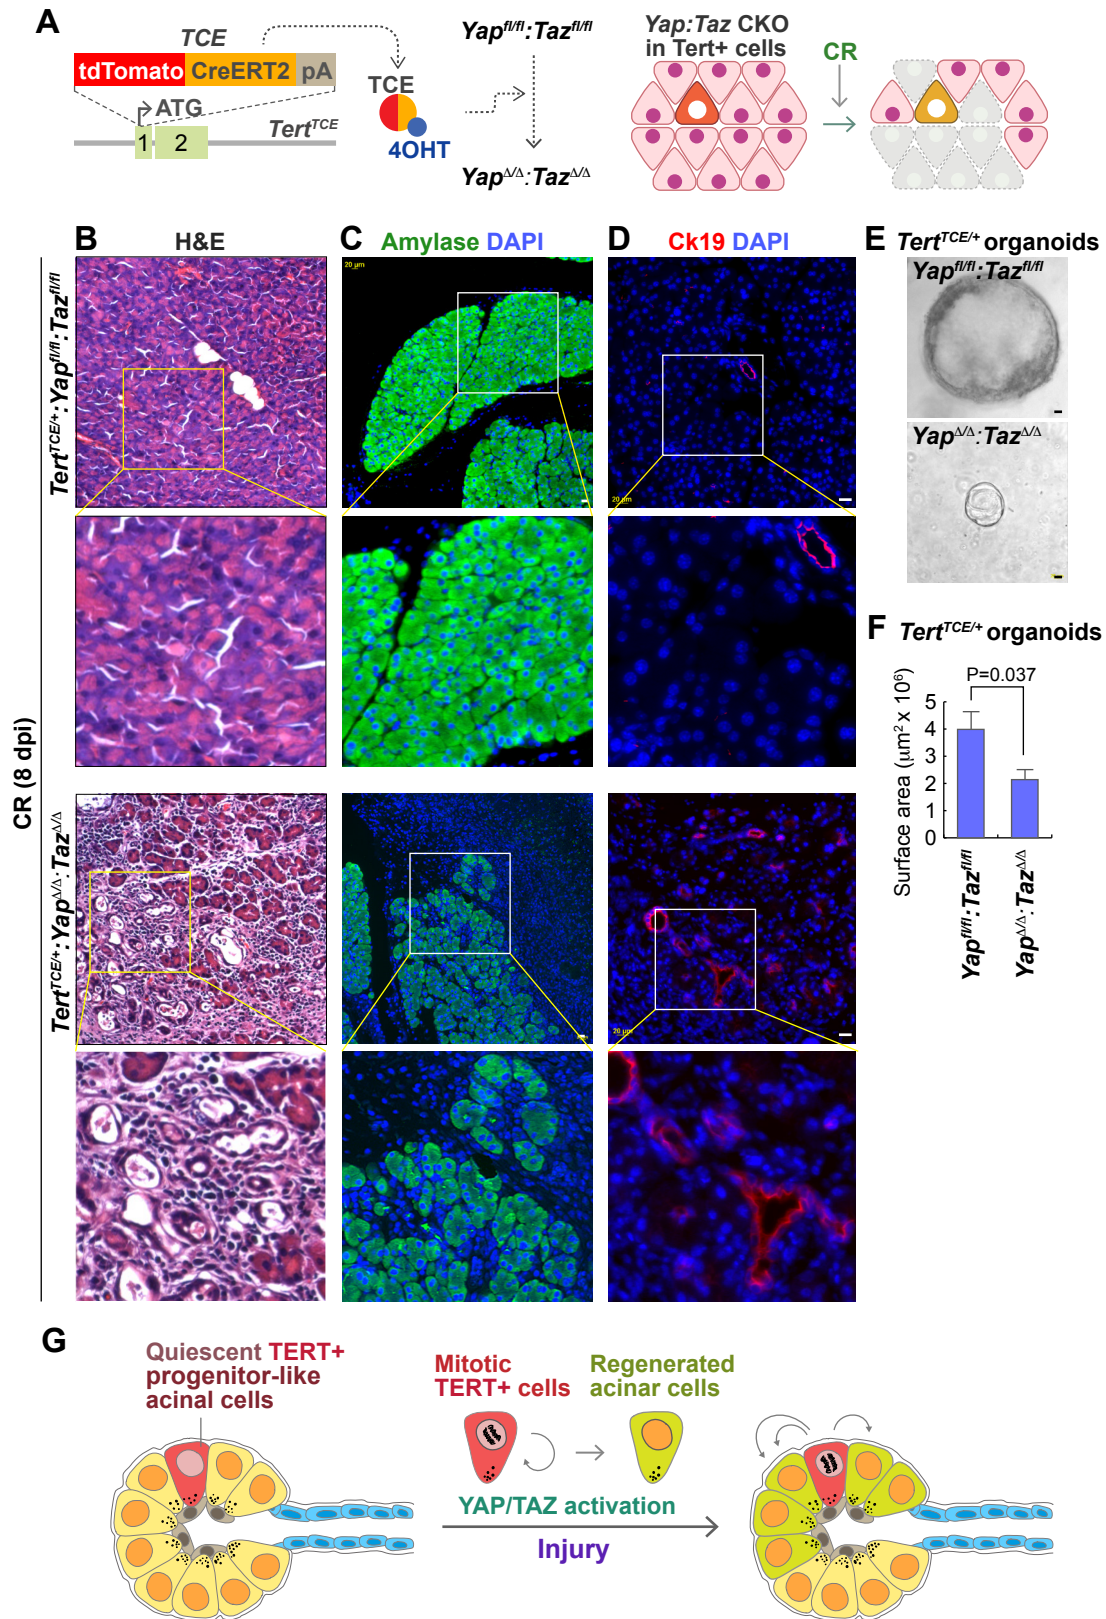 A
TCE
tdTomato CreERT2 pA
ATG
1 2
Tert^TCE
TCE
4OHT
Yap^fl/fl:Taz^fl/fl
Yap^Δ/Δ:Taz^Δ/Δ
Yap:Taz CKO
in Tert+ cells
CR
B
H&E
C
Amylase DAPI
D
Ck19 DAPI
CR (8 dpi)
Tert^TCE/+:Yap^fl/fl:Taz^fl/fl
20 µm
20 µm
Tert^TCE/+:Yap^Δ/Δ:Taz^Δ/Δ
20 µm
E
Tert^TCE/+ organoids
Yap^fl/fl:Taz^fl/fl
Yap^Δ/Δ:Taz^Δ/Δ
F
Tert^TCE/+ organoids
P=0.037
Surface area (µm² x 10⁶)
5
4
3
2
1
0
Yap^fl/fl:Taz^fl/fl
Yap^Δ/Δ:Taz^Δ/Δ
G
Quiescent TERT+
progenitor-like
acinal cells
Mitotic
TERT+ cells
Regenerated
acinar cells
YAP/TAZ activation
Injury